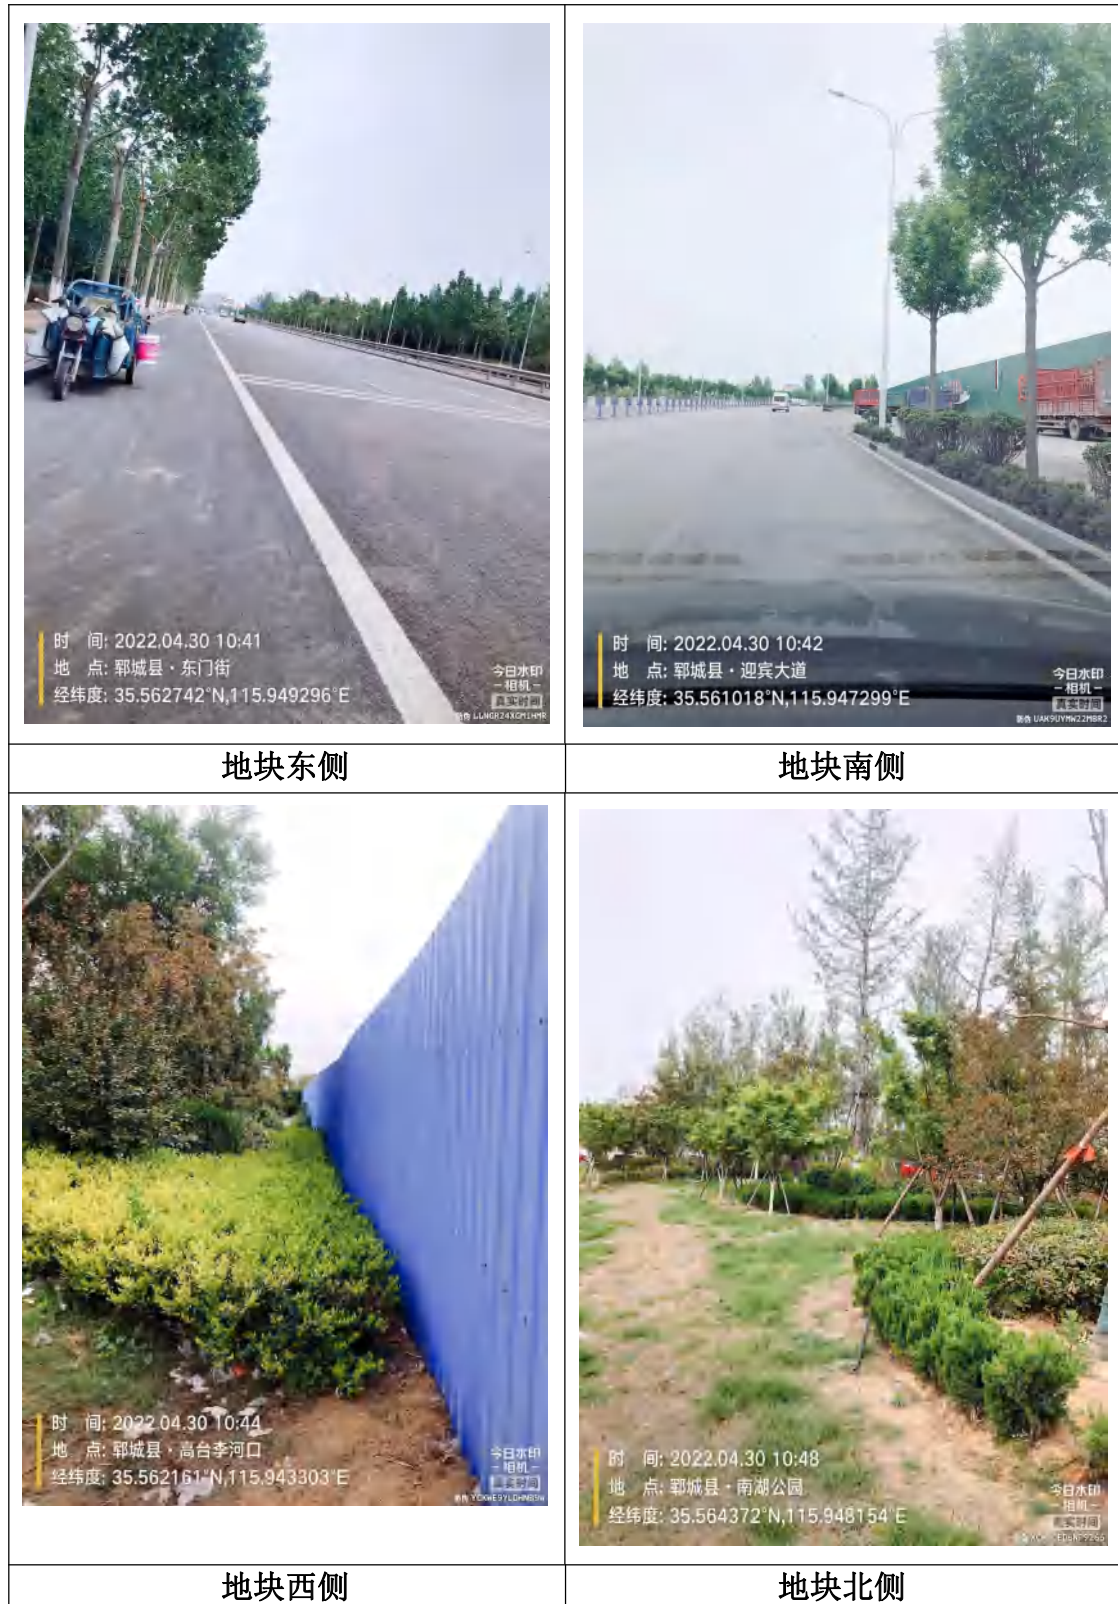 时 间: 2022.04.30 10:41
地 点: 郓城县·东门街
经纬度: 35.562742°N,115.949296°E
今日水印
-相机-
真实时间
防伪 LLNGR24XGM1HMR
时 间: 2022.04.30 10:42
地 点: 郓城县·迎宾大道
经纬度: 35.561018°N,115.947299°E
今日水印
-相机-
真实时间
防伪 UAK9UYMW22MBR2
地块东侧
地块南侧
时 间: 2022.04.30 10:44
地 点: 郓城县·高台李河口
经纬度: 35.562161°N,115.943303°E
今日水印
-相机-
真实时间
时 间: 2022.04.30 10:48
地 点: 郓城县·南湖公园
经纬度: 35.564372°N,115.948154°E
今日水印
-相机-
真实时间
地块西侧
地块北侧